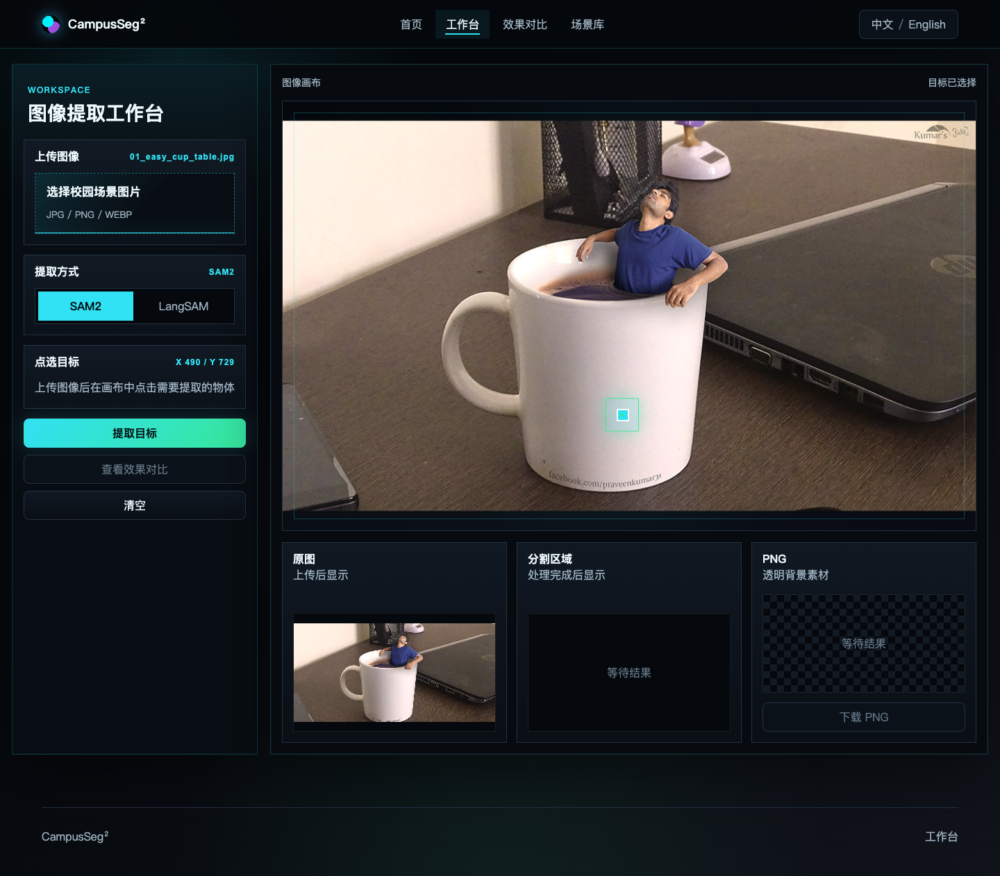 CampusSeg²
首页
工作台
效果对比
场景库
中文 / English
WORKSPACE
图像提取工作台
上传图像
01_easy_cup_table.jpg
选择校园场景图片
JPG / PNG / WEBP
提取方式
SAM2
SAM2
LangSAM
点选目标
X 490 / Y 729
上传图像后在画布中点击需要提取的物体
提取目标
查看效果对比
清空
图像画布
目标已选择
Kumar's [Edit]
facebook.com/praveenkumar31
原图
上传后显示
分割区域
处理完成后显示
等待结果
PNG
透明背景素材
等待结果
下载 PNG
CampusSeg²
工作台